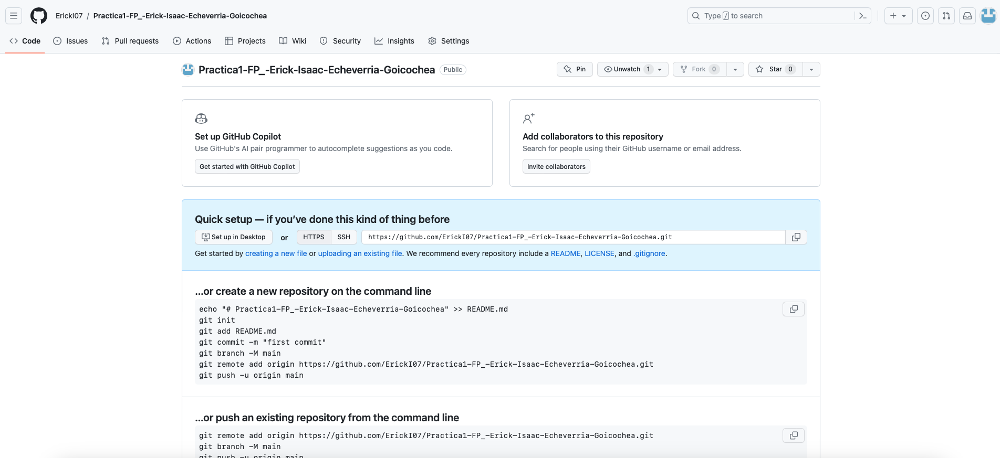 ErickI07 / Practica1-FP_-Erick-Isaac-Echeverria-Goicochea
Type / to search
Code Issues Pull requests Actions Projects Wiki Security Insights Settings
Practica1-FP_-Erick-Isaac-Echeverria-Goicochea Public
Pin Unwatch 1 Fork 0 Star 0
Set up GitHub Copilot
Use GitHub's AI pair programmer to autocomplete suggestions as you code.
Get started with GitHub Copilot
Add collaborators to this repository
Search for people using their GitHub username or email address.
Invite collaborators
Quick setup — if you’ve done this kind of thing before
Set up in Desktop or HTTPS SSH https://github.com/ErickI07/Practica1-FP_-Erick-Isaac-Echeverria-Goicochea.git
Get started by creating a new file or uploading an existing file. We recommend every repository include a README, LICENSE, and .gitignore.
…or create a new repository on the command line
echo "# Practica1-FP_-Erick-Isaac-Echeverria-Goicochea" >> README.md
git init
git add README.md
git commit -m "first commit"
git branch -M main
git remote add origin https://github.com/ErickI07/Practica1-FP_-Erick-Isaac-Echeverria-Goicochea.git
git push -u origin main
…or push an existing repository from the command line
git remote add origin https://github.com/ErickI07/Practica1-FP_-Erick-Isaac-Echeverria-Goicochea.git
git branch -M main
git push -u origin main